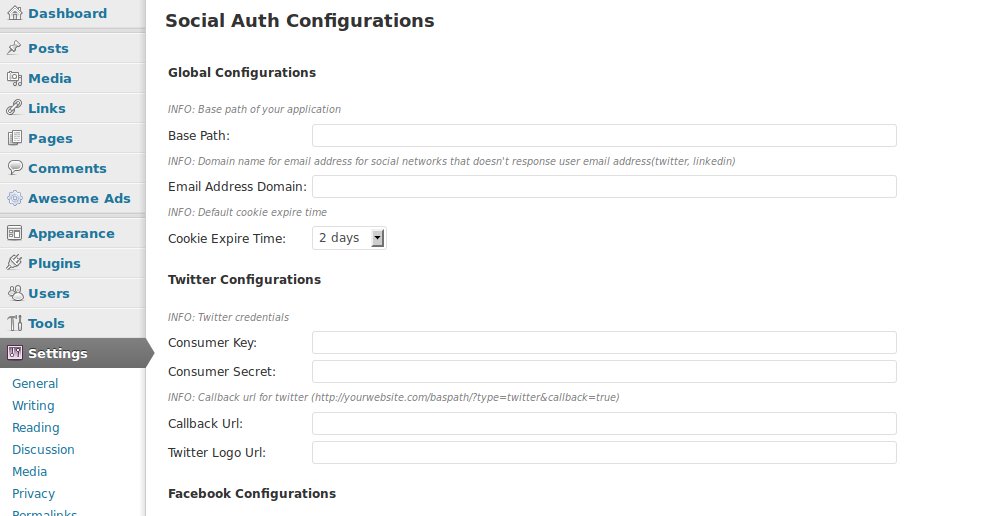 Dashboard
Posts
Media
Links
Pages
Comments
Awesome Ads
Appearance
Plugins
Users
Tools
Settings
General
Writing
Reading
Discussion
Media
Privacy
Permalinks
Social Auth Configurations
Global Configurations
INFO: Base path of your application
Base Path:
INFO: Domain name for email address for social networks that doesn't response user email address(twitter, linkedin)
Email Address Domain:
INFO: Default cookie expire time
Cookie Expire Time: 2 days
Twitter Configurations
INFO: Twitter credentials
Consumer Key:
Consumer Secret:
INFO: Callback url for twitter (http://yourwebsite.com/baspath/?type=twitter&callback=true)
Callback Url:
Twitter Logo Url:
Facebook Configurations